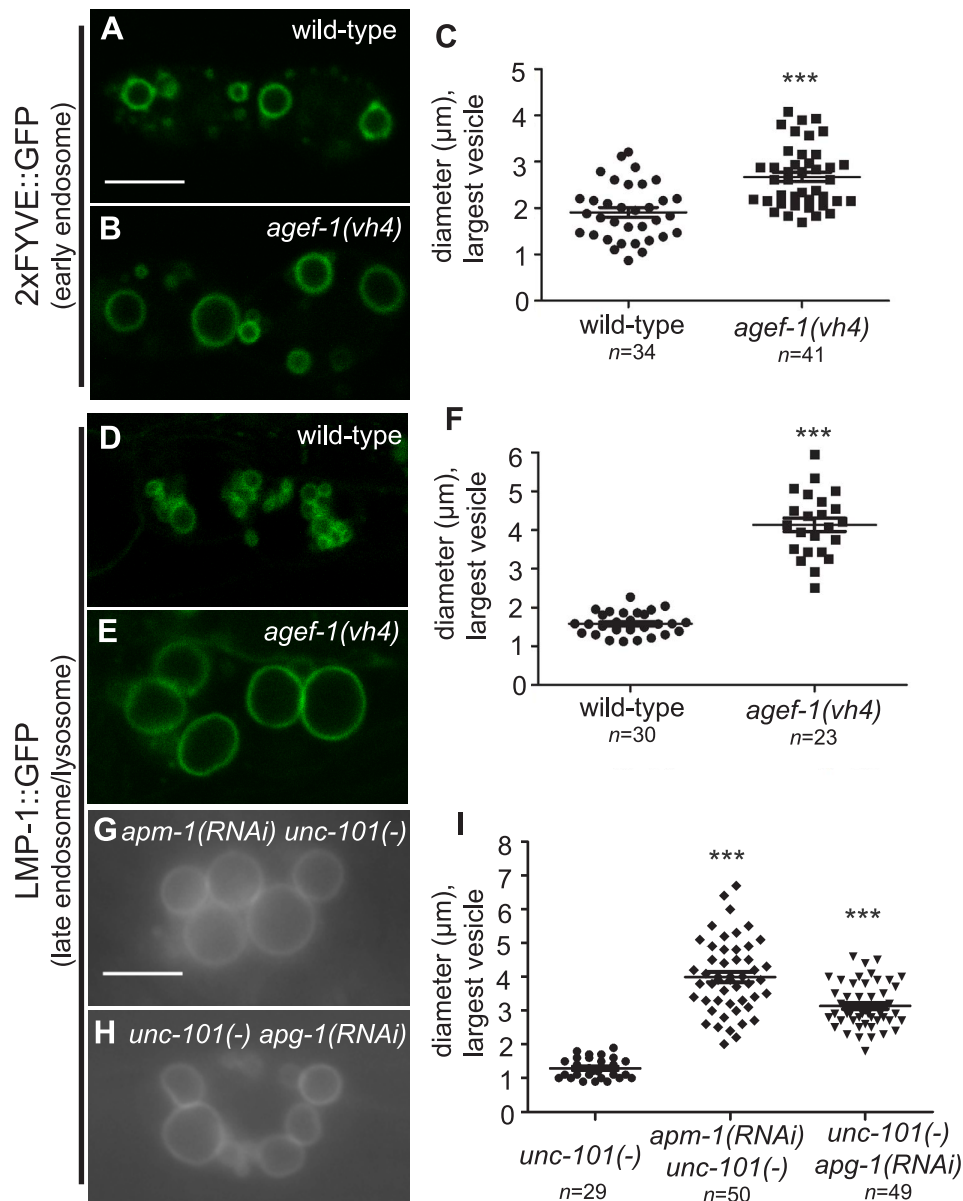 2xFYVE::GFP
(early endosome)
A
wild-type
B
agef-1(vh4)
C
diameter (µm),
largest vesicle
5
4
3
2
1
0
***
wild-type
n=34
agef-1(vh4)
n=41
LMP-1::GFP
(late endosome/lysosome)
D
wild-type
E
agef-1(vh4)
F
diameter (µm),
largest vesicle
6
5
4
3
2
1
0
***
wild-type
n=30
agef-1(vh4)
n=23
G apm-1(RNAi) unc-101(-)
H unc-101(-) apg-1(RNAi)
I
diameter (µm),
largest vesicle
8
7
6
5
4
3
2
1
0
***
***
unc-101(-)
n=29
apm-1(RNAi)
unc-101(-)
n=50
unc-101(-)
apg-1(RNAi)
n=49